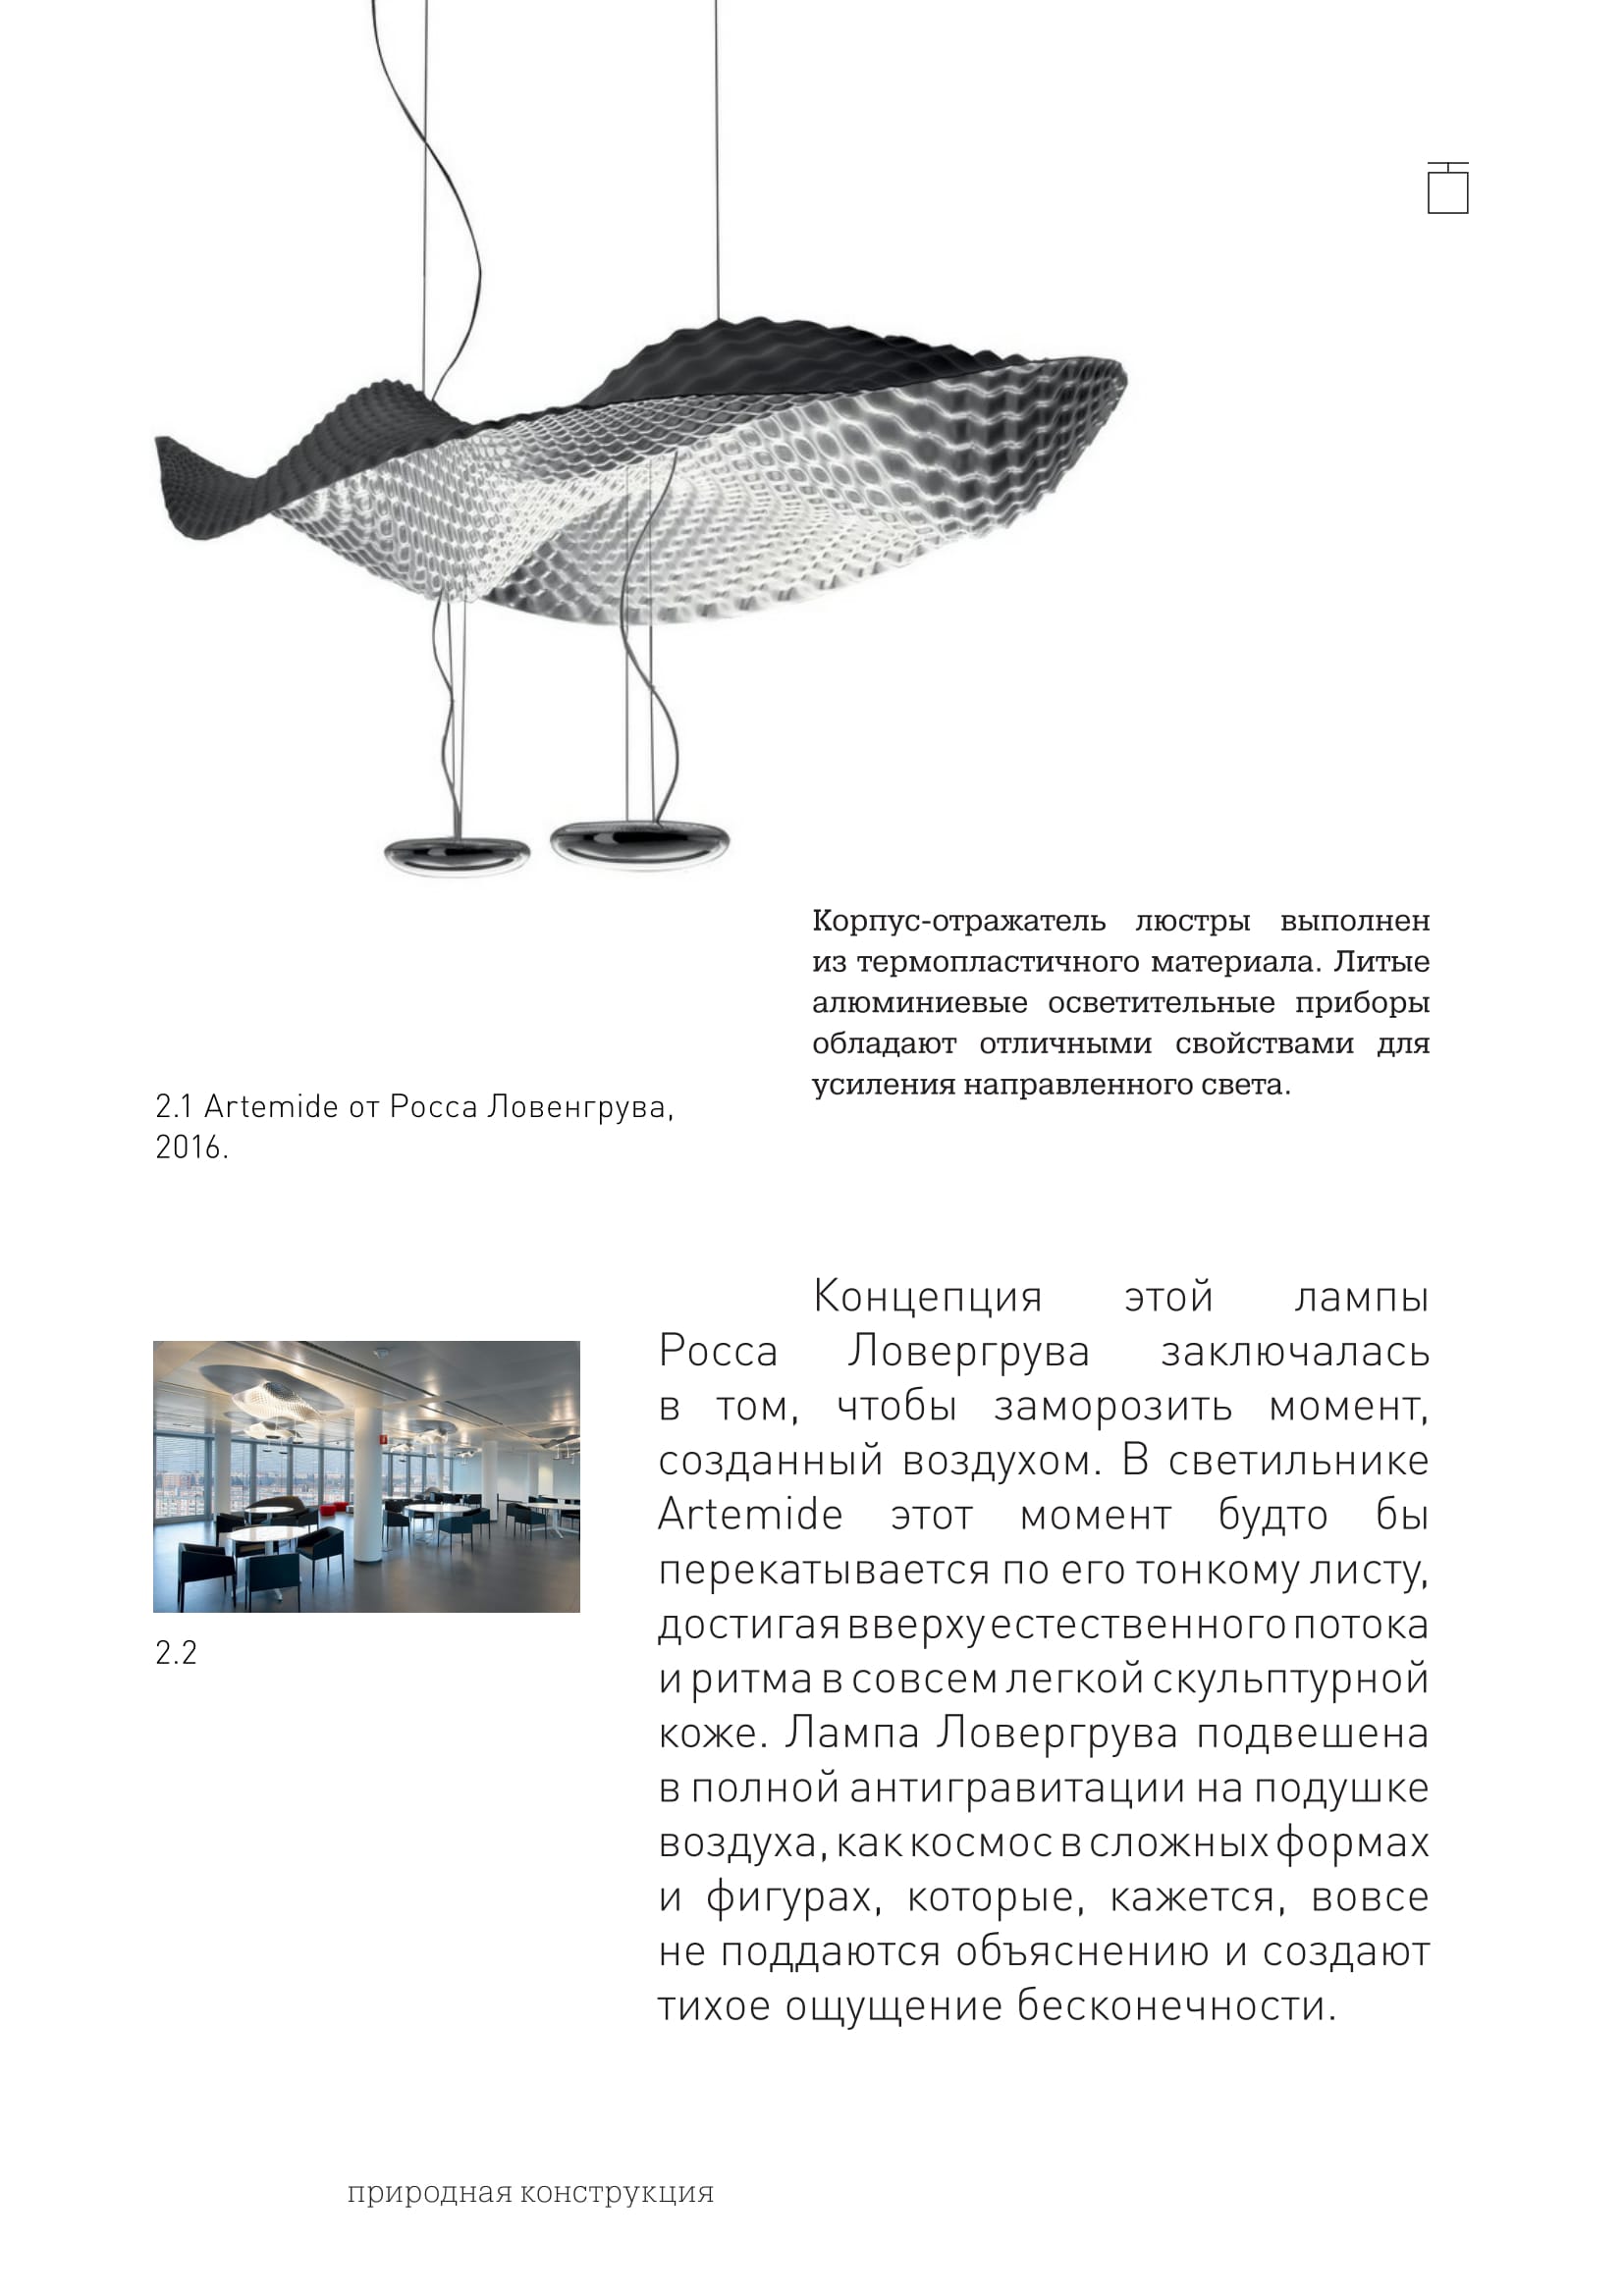 Корпус-отражатель люстры выполнен
из термопластичного материала. Литые
алюминиевые осветительные приборы
обладают отличными свойствами для
усиления направленного света.
2.1 Artemide от Росса Ловенгрува,
2016.
Концепция этой лампы
Росса Ловергрува заключалась
в том, чтобы заморозить момент,
созданный воздухом. В светильнике
Artemide этот момент будто бы
перекатывается по его тонкому листу,
достигая вверху естественного потока
и ритма в совсем легкой скульптурной
коже. Лампа Ловергрува подвешена
в полной антигравитации на подушке
воздуха, как космос в сложных формах
и фигурах, которые, кажется, вовсе
не поддаются объяснению и создают
тихое ощущение бесконечности.
2.2
природная конструкция